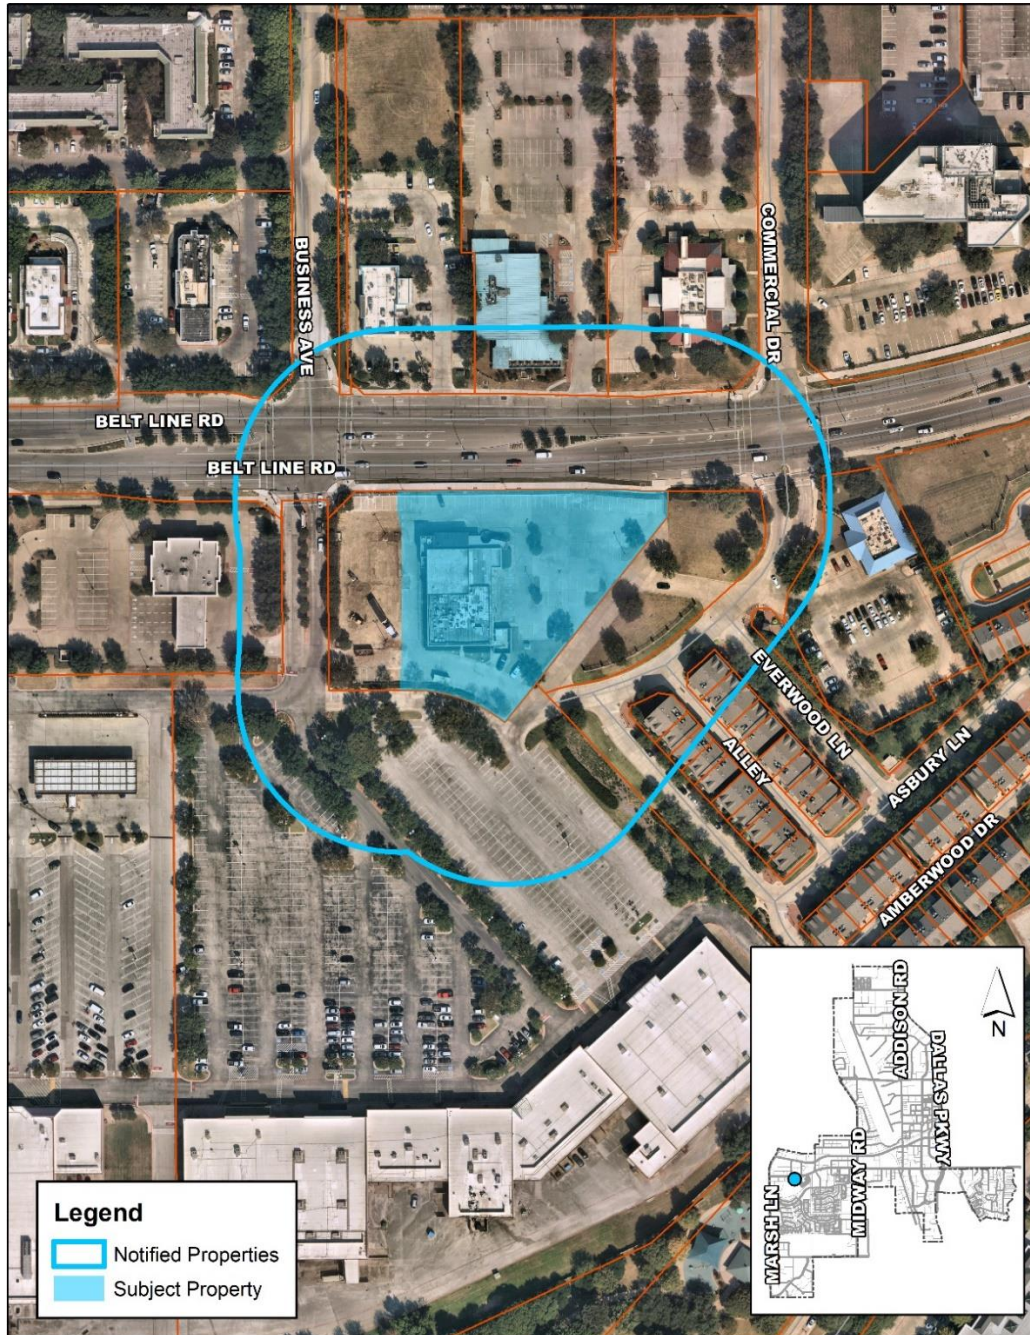 BUSINESS AVE
COMMERCIAL DR
BELT LINE RD
BELT LINE RD
EVERWOOD LN
ALLEY
ASBURY LN
AMBERWOOD DR
ADDISON RD
DALLAS PKWY
N
MIDWAY RD
MARSH LN
Legend
Notified Properties
Subject Property